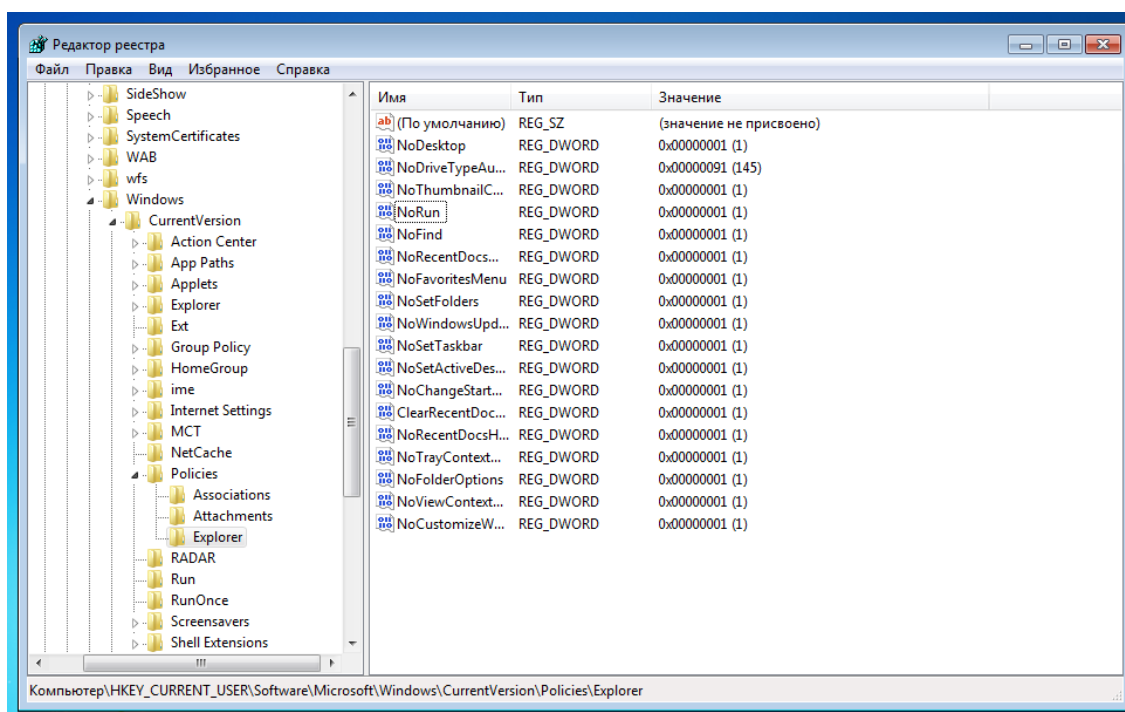 Редактор реестра
Файл Правка Вид Избранное Справка
SideShow
Speech
SystemCertificates
WAB
wfs
Windows
CurrentVersion
Action Center
App Paths
Applets
Explorer
Ext
Group Policy
HomeGroup
ime
Internet Settings
MCT
NetCache
Policies
Associations
Attachments
Explorer
RADAR
Run
RunOnce
Screensavers
Shell Extensions
Имя Тип Значение
(По умолчанию) REG_SZ (значение не присвоено)
NoDesktop REG_DWORD 0x00000001 (1)
NoDriveTypeAu... REG_DWORD 0x00000091 (145)
NoThumbnailC... REG_DWORD 0x00000001 (1)
NoRun REG_DWORD 0x00000001 (1)
NoFind REG_DWORD 0x00000001 (1)
NoRecentDocs... REG_DWORD 0x00000001 (1)
NoFavoritesMenu REG_DWORD 0x00000001 (1)
NoSetFolders REG_DWORD 0x00000001 (1)
NoWindowsUpd... REG_DWORD 0x00000001 (1)
NoSetTaskbar REG_DWORD 0x00000001 (1)
NoSetActiveDes... REG_DWORD 0x00000001 (1)
NoChangeStart... REG_DWORD 0x00000001 (1)
ClearRecentDoc... REG_DWORD 0x00000001 (1)
NoRecentDocsH... REG_DWORD 0x00000001 (1)
NoTrayContext... REG_DWORD 0x00000001 (1)
NoFolderOptions REG_DWORD 0x00000001 (1)
NoViewContext... REG_DWORD 0x00000001 (1)
NoCustomizeW... REG_DWORD 0x00000001 (1)
Компьютер\HKEY_CURRENT_USER\Software\Microsoft\Windows\CurrentVersion\Policies\Explorer